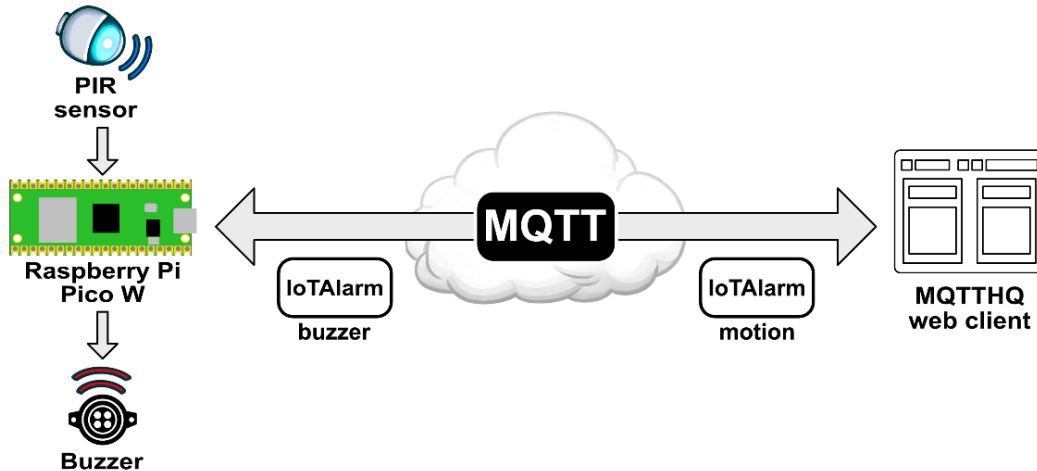 PIR
sensor
Raspberry Pi
Pico W
Buzzer
MQTT
IoTAlarm
buzzer
IoTAlarm
motion
MQTTHQ
web client